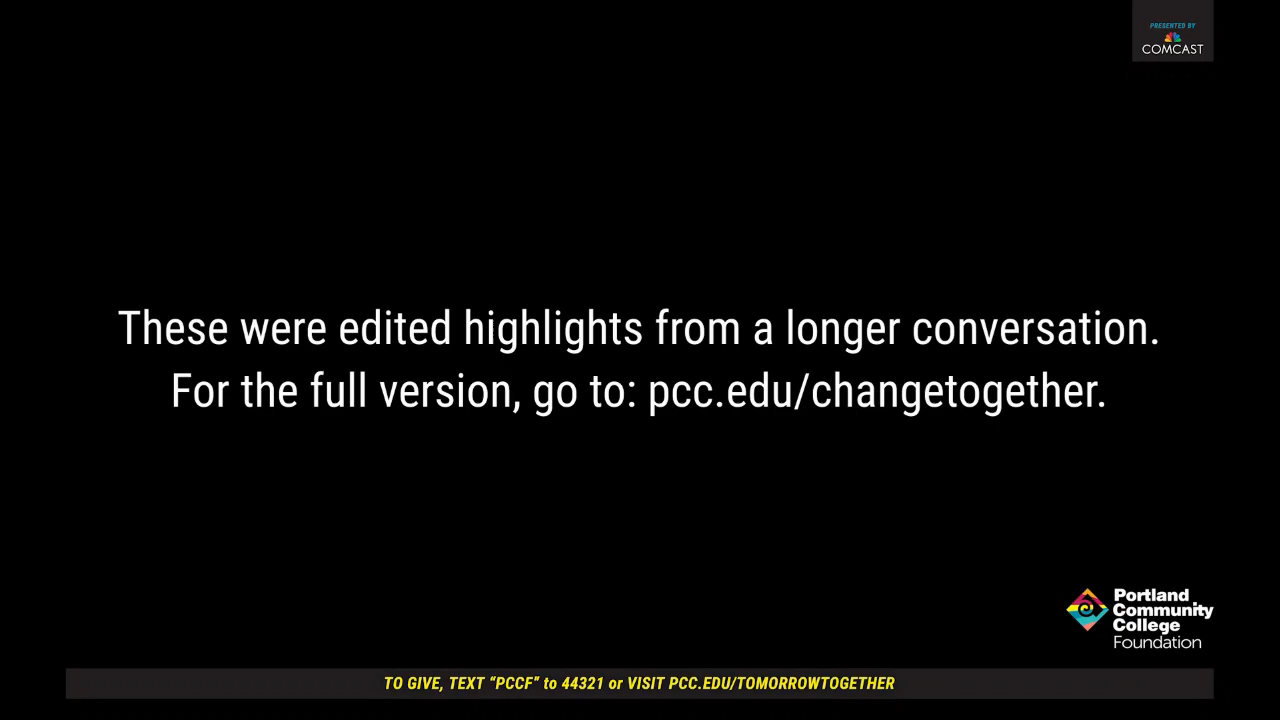 PRESENTED BY
COMCAST
These were edited highlights from a longer conversation.
For the full version, go to: pcc.edu/changetogether.
Portland
Community
College
Foundation
TO GIVE, TEXT “PCCF” to 44321 or VISIT PCC.EDU/TOMORROWTOGETHER